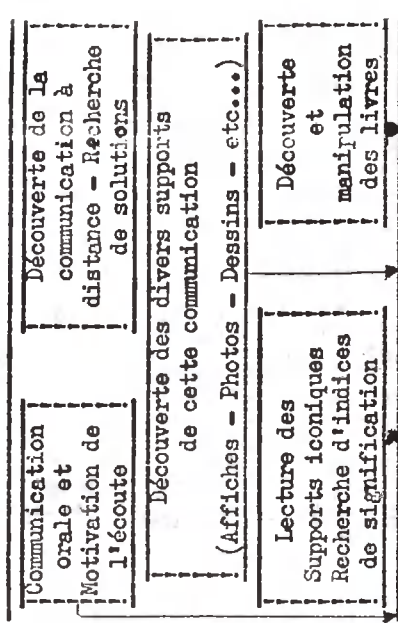 Communication
orale et
Motivation de
l'écoute
Découverte de la
communication à
distance - Recherche
de solutions
Découverte des divers supports
de cette communication
(Affiches - Photos - Dessins - etc...)
Lecture des
Supports iconiques
Recherche d'indices
de signification
Découverte
et
manipulation
des livres